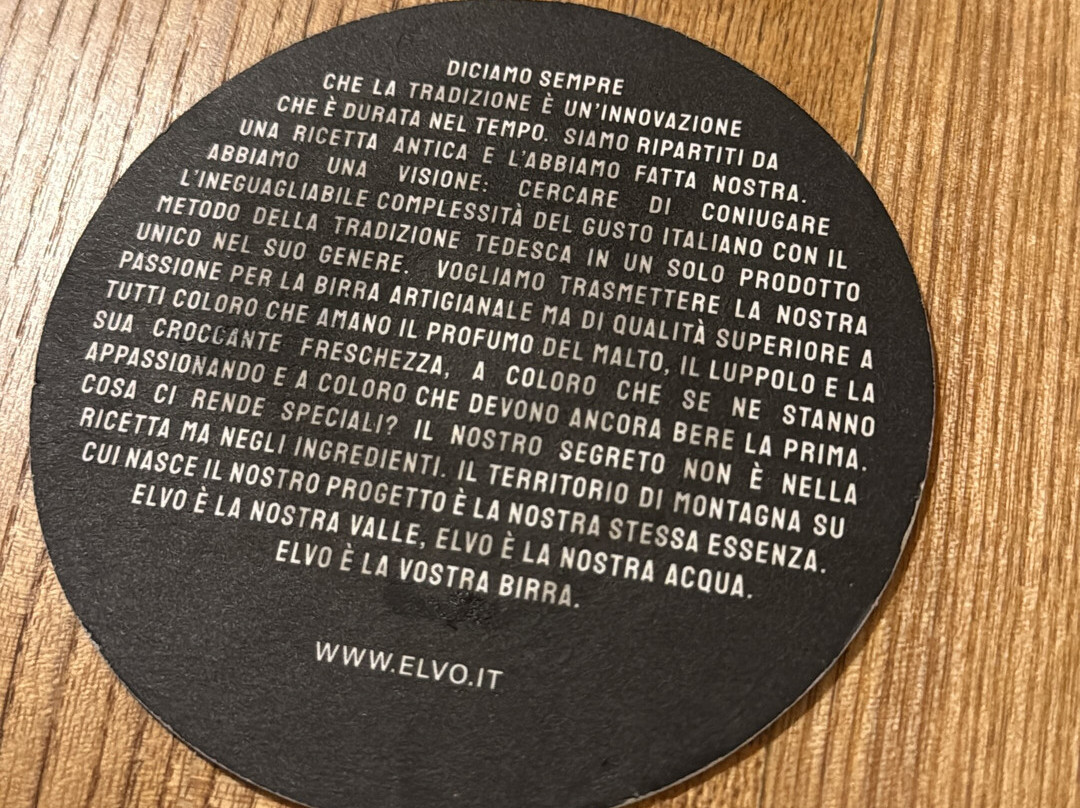 DICIAMO SEMPRE
CHE LA TRADIZIONE È UN'INNOVAZIONE
CHE È DURATA NEL TEMPO. SIAMO RIPARTITI DA
UNA RICETTA ANTICA E L'ABBIAMO FATTA NOSTRA.
ABBIAMO UNA VISIONE: CERCARE DI CONIUGARE
L'INEGUAGLIABILE COMPLESSITÀ DEL GUSTO ITALIANO CON IL
METODO DELLA TRADIZIONE TEDESCA IN UN SOLO PRODOTTO
UNICO NEL SUO GENERE. VOGLIAMO TRASMETTERE LA NOSTRA
PASSIONE PER LA BIRRA ARTIGIANALE MA DI QUALITÀ SUPERIORE A
TUTTI COLORO CHE AMANO IL PROFUMO DEL MALTO, IL LUPPOLO E LA
SUA CROCCANTE FRESCHEZZA, A COLORO CHE SE NE STANNO
APPASSIONANDO E A COLORO CHE DEVONO ANCORA BERE LA PRIMA.
COSA CI RENDE SPECIALI? IL NOSTRO SEGRETO NON È NELLA
RICETTA MA NEGLI INGREDIENTI. IL TERRITORIO DI MONTAGNA SU
CUI NASCE IL NOSTRO PROGETTO È LA NOSTRA STESSA ESSENZA.
ELVO È LA NOSTRA VALLE, ELVO È LA NOSTRA ACQUA.
ELVO È LA VOSTRA BIRRA.
WWW.ELVO.IT